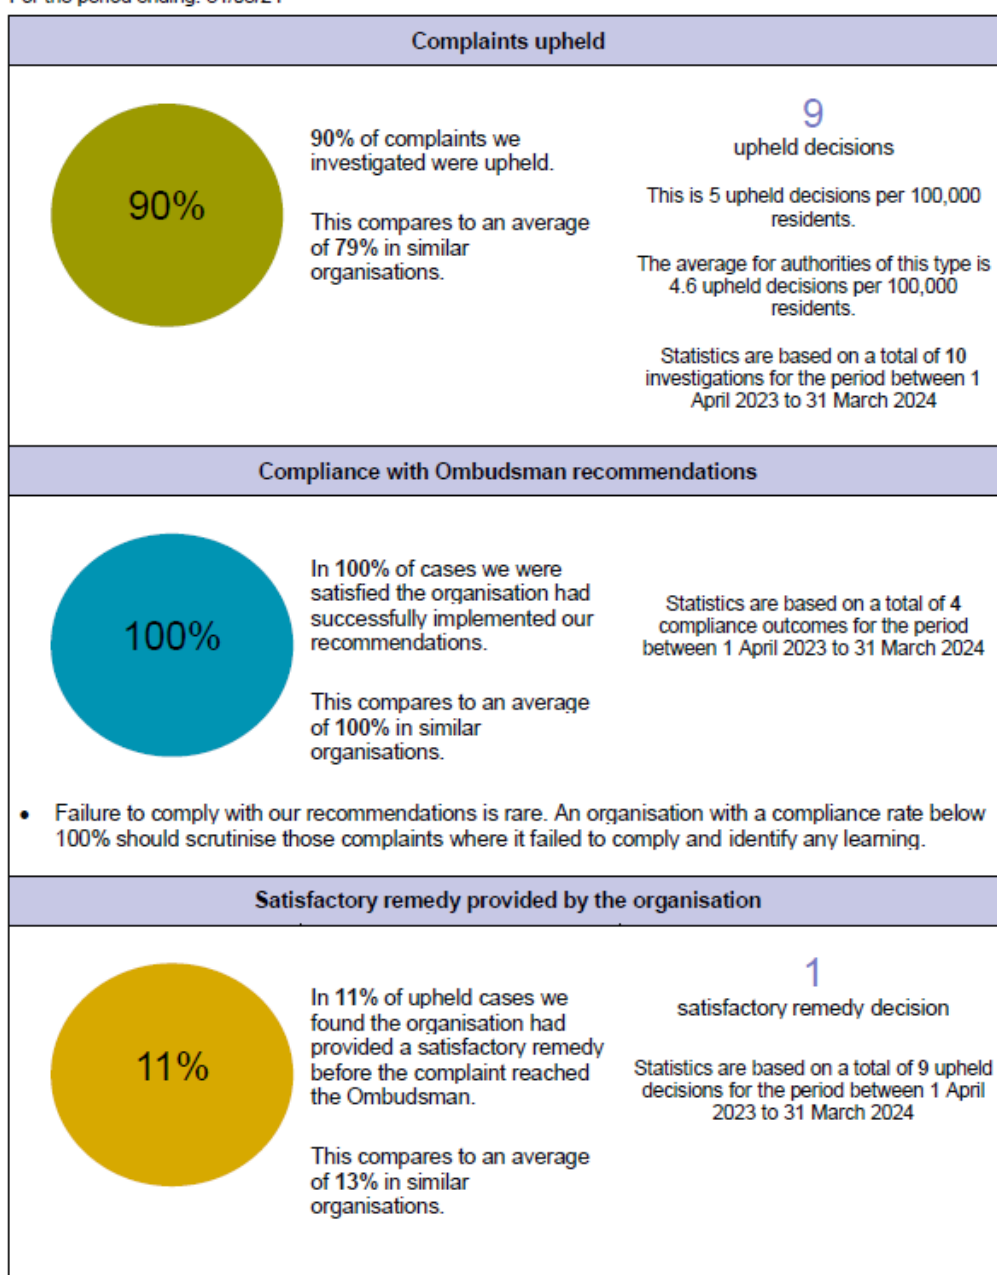 Complaints upheld
90%
90% of complaints we
investigated were upheld.
This compares to an average
of 79% in similar
organisations.
9
upheld decisions
This is 5 upheld decisions per 100,000
residents.
The average for authorities of this type is
4.6 upheld decisions per 100,000
residents.
Statistics are based on a total of 10
investigations for the period between 1
April 2023 to 31 March 2024
Compliance with Ombudsman recommendations
100%
In 100% of cases we were
satisfied the organisation had
successfully implemented our
recommendations.
This compares to an average
of 100% in similar
organisations.
Statistics are based on a total of 4
compliance outcomes for the period
between 1 April 2023 to 31 March 2024
• Failure to comply with our recommendations is rare. An organisation with a compliance rate below
100% should scrutinise those complaints where it failed to comply and identify any learning.
Satisfactory remedy provided by the organisation
11%
In 11% of upheld cases we
found the organisation had
provided a satisfactory remedy
before the complaint reached
the Ombudsman.
This compares to an average
of 13% in similar
organisations.
1
satisfactory remedy decision
Statistics are based on a total of 9 upheld
decisions for the period between 1 April
2023 to 31 March 2024